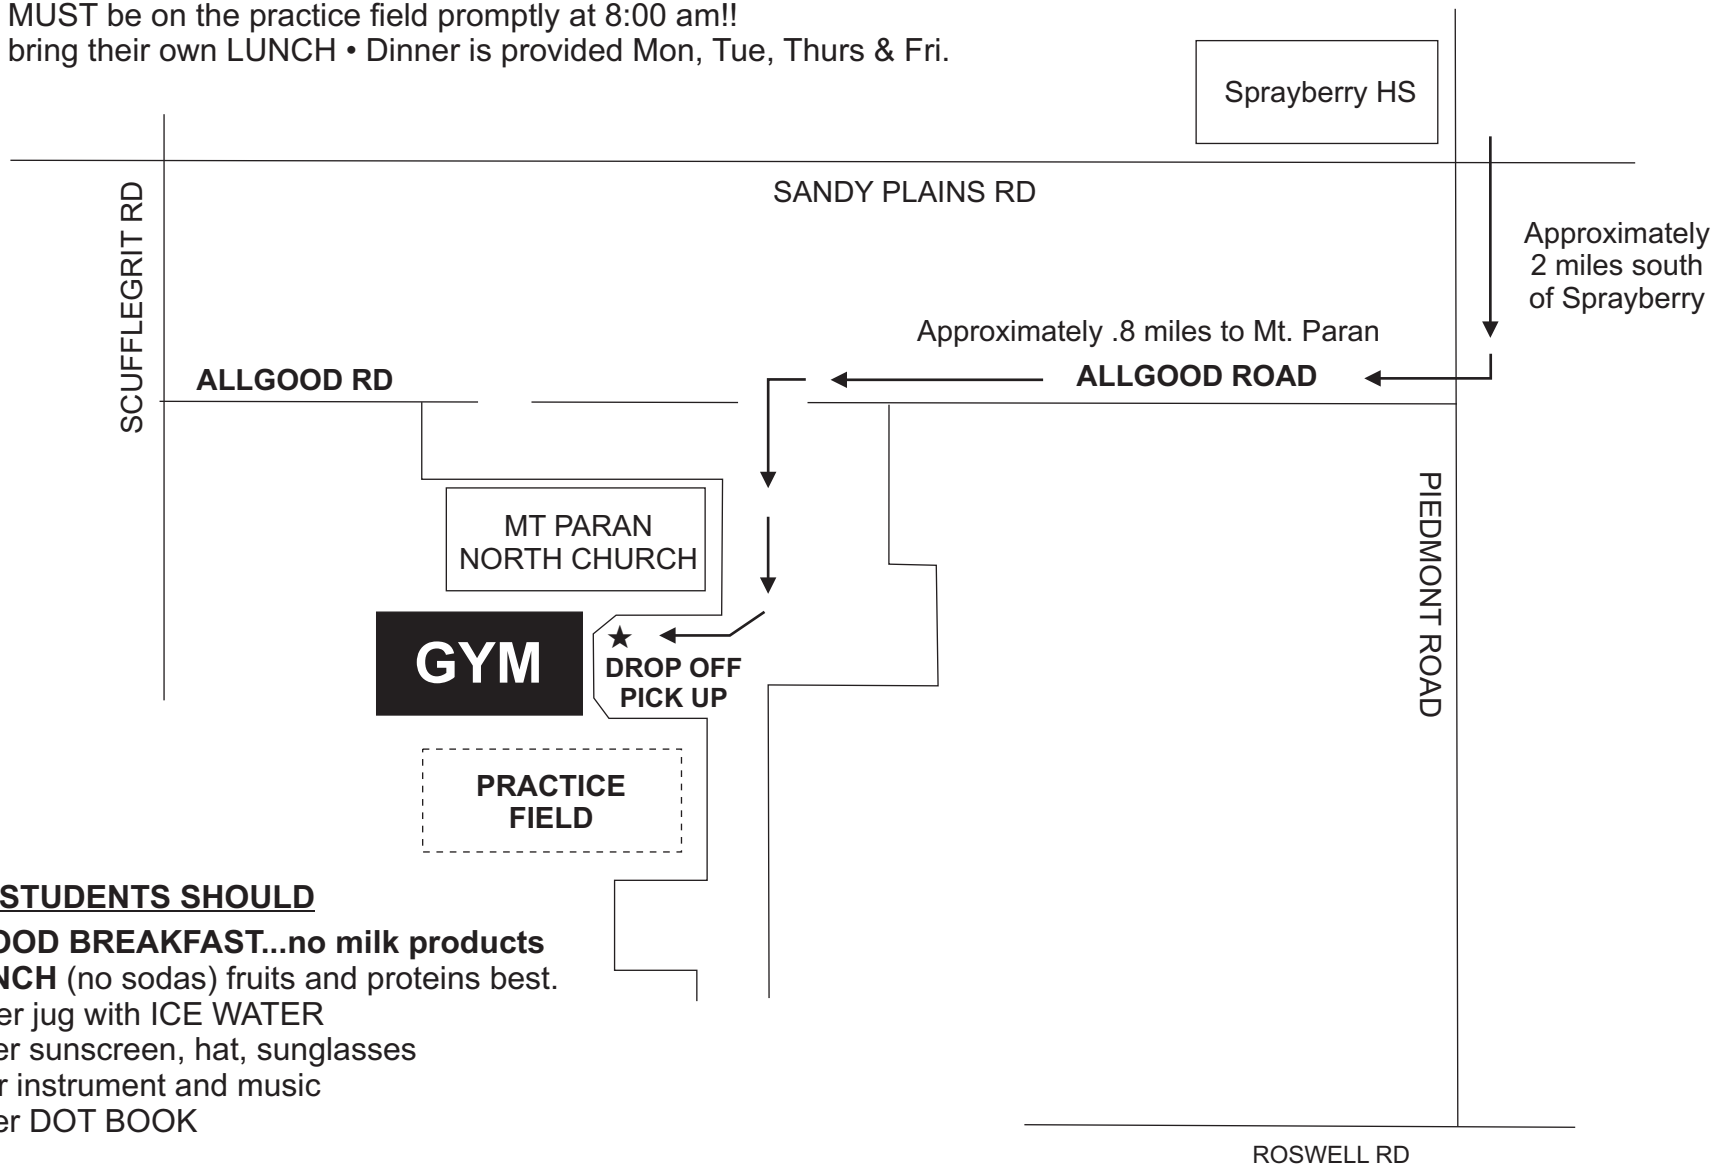 MUST be on the practice field promptly at 8:00 am!!
bring their own LUNCH • Dinner is provided Mon, Tue, Thurs & Fri.
Sprayberry HS
SANDY PLAINS RD
SCUFFLEGRIT RD
Approximately
2 miles south
of Sprayberry
Approximately .8 miles to Mt. Paran
ALLGOOD RD
ALLGOOD ROAD
PIEDMONT ROAD
MT PARAN
NORTH CHURCH
GYM
DROP OFF
PICK UP
PRACTICE
FIELD
STUDENTS SHOULD
OOD BREAKFAST...no milk products
NCH (no sodas) fruits and proteins best.
er jug with ICE WATER
er sunscreen, hat, sunglasses
r instrument and music
er DOT BOOK
ROSWELL RD